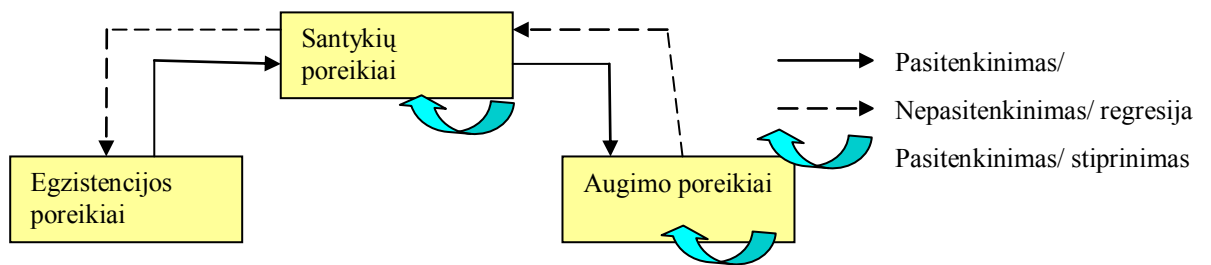 Santykių
poreikiai
Egzistencijos
poreikiai
Augimo poreikiai
Pasitenkinimas/
Nepasitenkinimas/ regresija
Pasitenkinimas/ stiprinimas